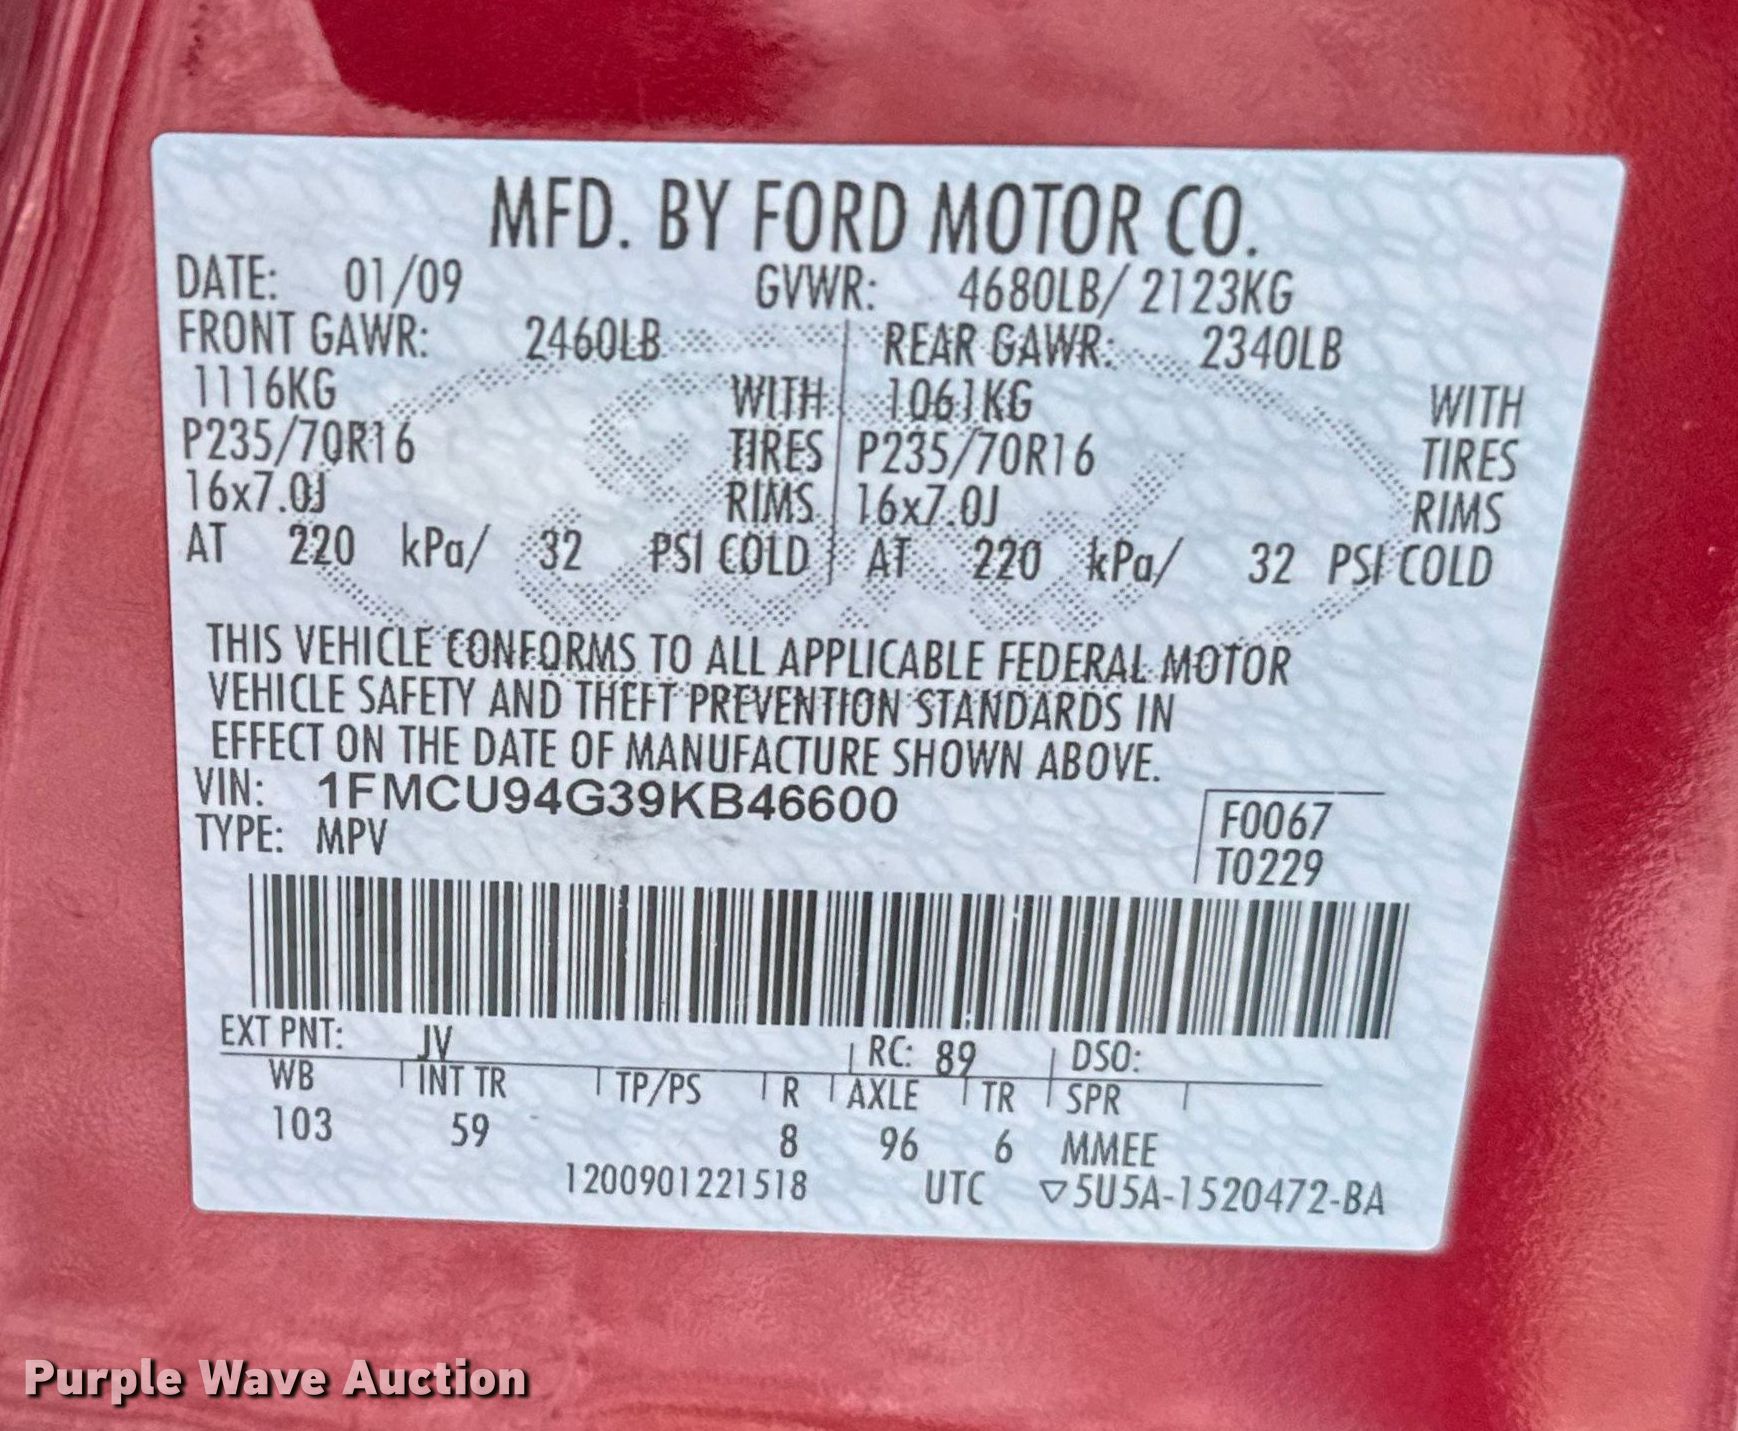 MFD. BY FORD MOTOR CO.
DATE: 01/09 GVWR: 4680LB/ 2123KG
FRONT GAWR: 2460LB REAR GAWR: 2340LB
1116KG WITH 1061KG WITH
P235/70R16 TIRES P235/70R16 TIRES
16x7.0J RIMS 16x7.0J RIMS
AT 220 kPa/ 32 PSI COLD AT 220 kPa/ 32 PSI COLD
THIS VEHICLE CONFORMS TO ALL APPLICABLE FEDERAL MOTOR
VEHICLE SAFETY AND THEFT PREVENTION STANDARDS IN
EFFECT ON THE DATE OF MANUFACTURE SHOWN ABOVE.
VIN: 1FMCU94G39KB46600 F0067
TYPE: MPV T0229
EXT PNT: JV RC: 89 DSO:
WB INT TR TP/PS R AXLE TR SPR
103 59 8 96 6 MMEE
1200901221518 UTC ▽5U5A-1520472-BA
Purple Wave Auction